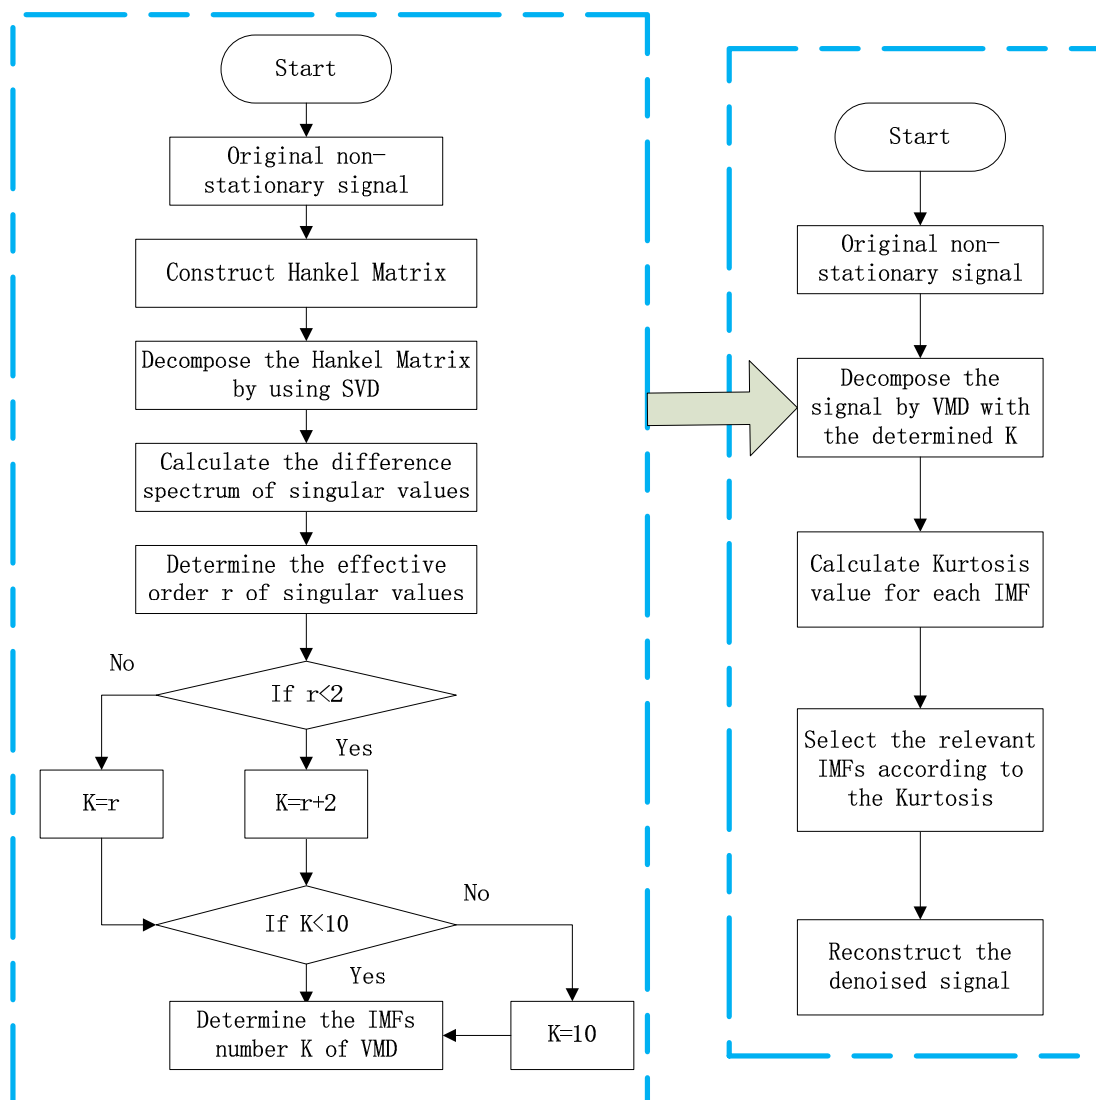 Start
Original non-
stationary signal
Construct Hankel Matrix
Decompose the Hankel Matrix
by using SVD
Calculate the difference
spectrum of singular values
Determine the effective
order r of singular values
No
If r<2
Yes
K=r
K=r+2
No
If K<10
Yes
Determine the IMFs
number K of VMD
K=10
Start
Original non-
stationary signal
Decompose the
signal by VMD with
the determined K
Calculate Kurtosis
value for each IMF
Select the relevant
IMFs according to
the Kurtosis
Reconstruct the
denoised signal